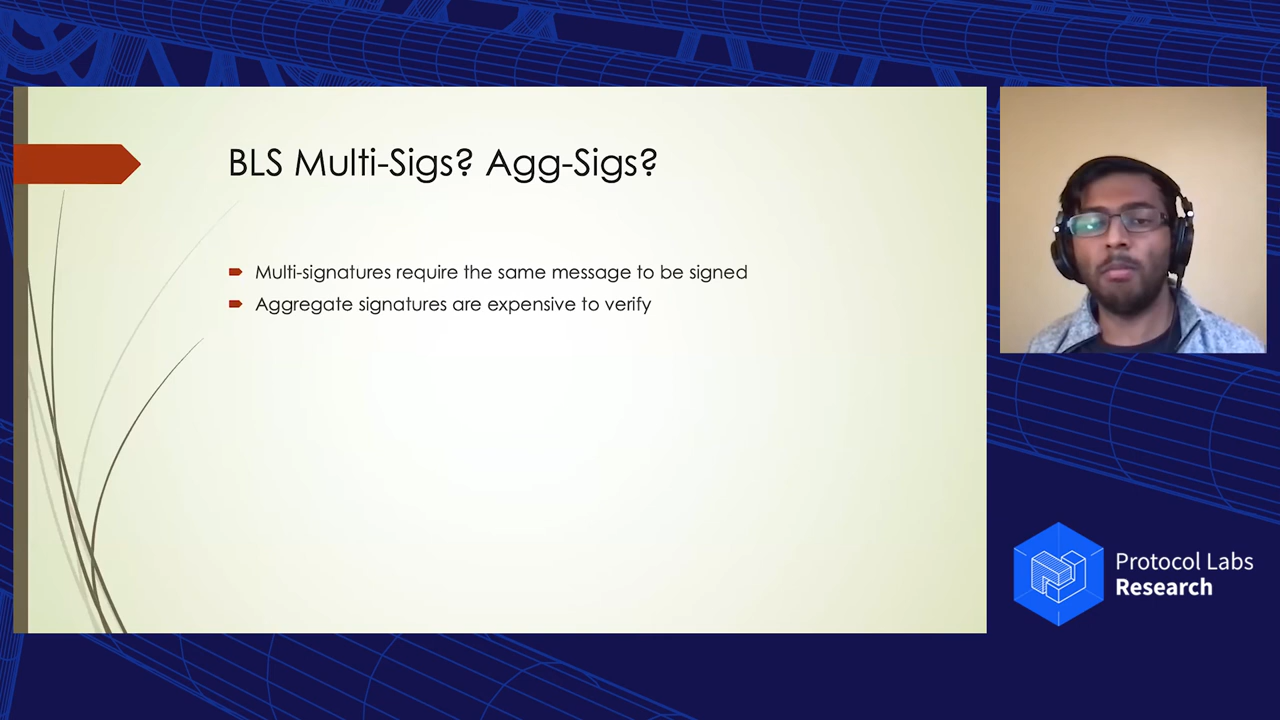 BLS Multi-Sigs? Agg-Sigs?
Multi-signatures require the same message to be signed
Aggregate signatures are expensive to verify
Protocol Labs
Research